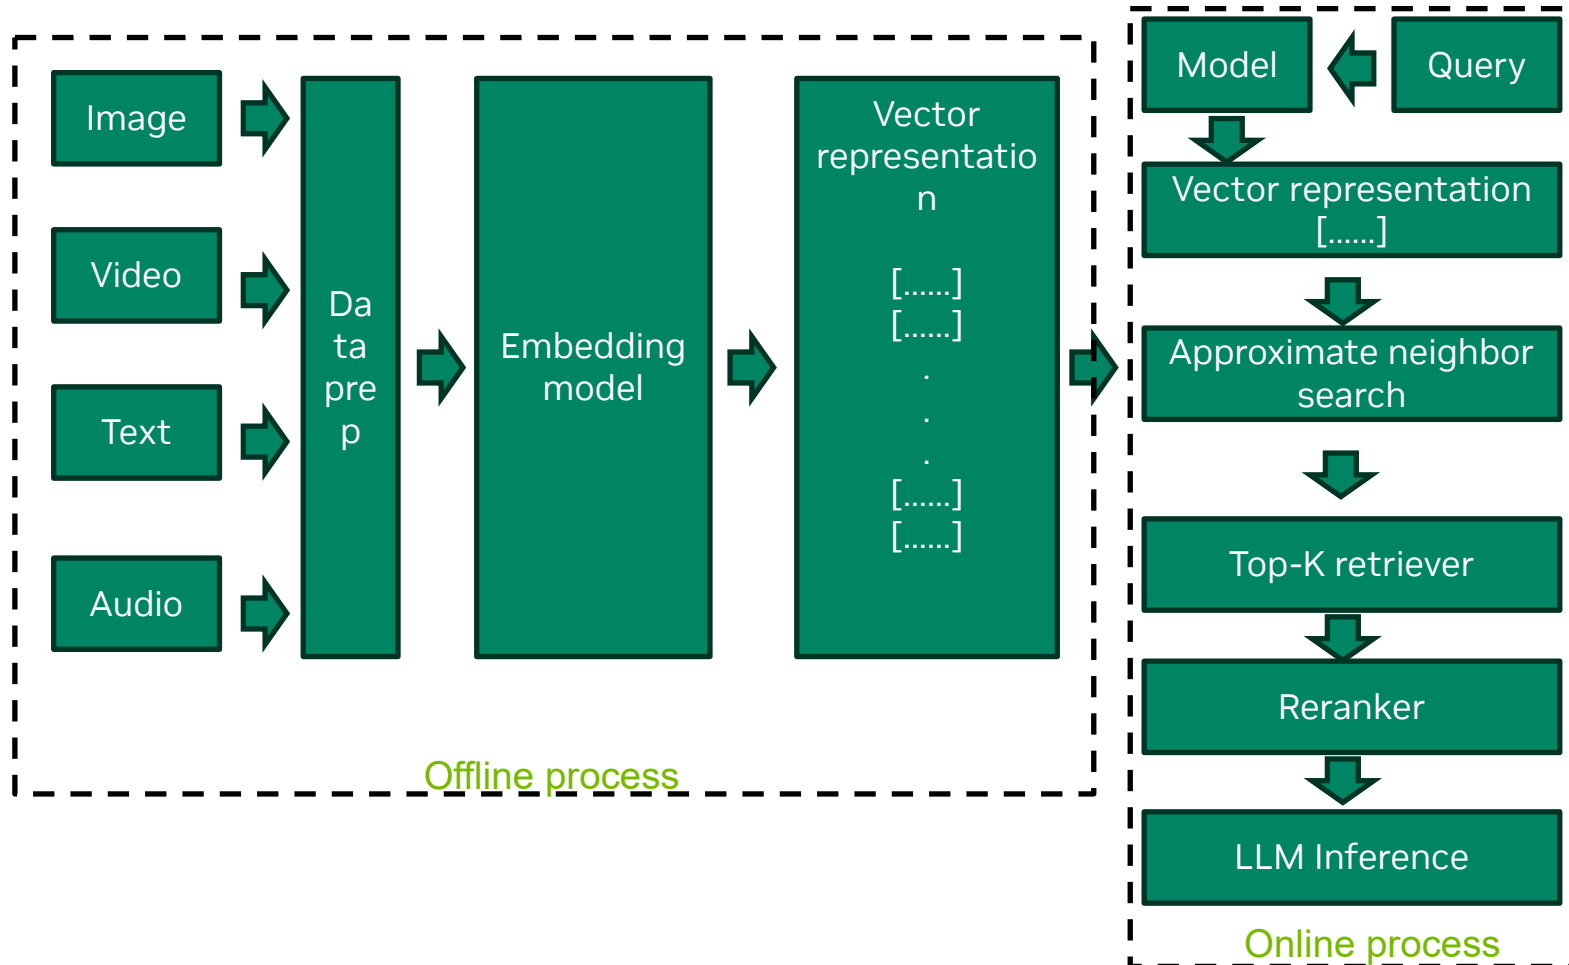 Image
Video
Text
Audio
Da
ta
pre
p
Embedding
model
Vector
representatio
n
[......]
[......]
.
.
.
[......]
[......]
Offline process
Model
Query
Vector representation
[......]
Approximate neighbor
search
Top-K retriever
Reranker
LLM Inference
Online process